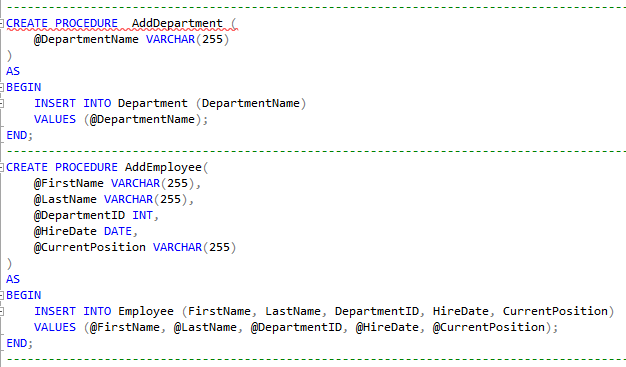 --------------------------------------------------------------------------------
CREATE PROCEDURE  AddDepartment (
    @DepartmentName VARCHAR(255)
)
AS
BEGIN
    INSERT INTO Department (DepartmentName)
    VALUES (@DepartmentName);
END;
--------------------------------------------------------------------------------
CREATE PROCEDURE AddEmployee(
    @FirstName VARCHAR(255),
    @LastName VARCHAR(255),
    @DepartmentID INT,
    @HireDate DATE,
    @CurrentPosition VARCHAR(255)
)
AS
BEGIN
    INSERT INTO Employee (FirstName, LastName, DepartmentID, HireDate, CurrentPosition)
    VALUES (@FirstName, @LastName, @DepartmentID, @HireDate, @CurrentPosition);
END;
--------------------------------------------------------------------------------